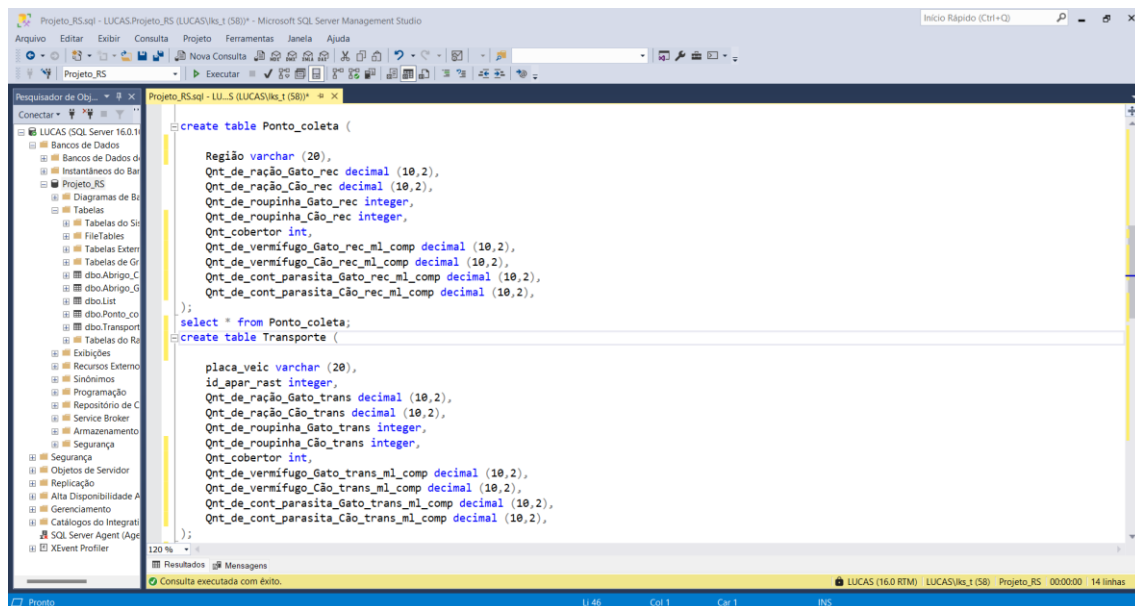 Projeto_RS.sql - LUCAS.Projeto_RS (LUCAS\lks_t (58))* - Microsoft SQL Server Management Studio
Início Rápido (Ctrl+Q)
Arquivo Editar Exibir Consulta Projeto Ferramentas Janela Ajuda
Nova Consulta
Projeto_RS
Executar
Pesquisador de Obj...
Projeto_RS.sql - LU...S (LUCAS\lks_t (58))*
Conectar
LUCAS (SQL Server 16.0.10
Bancos de Dados
Bancos de Dados d
Instantâneos do Ban
Projeto_RS
Diagramas de Ba
Tabelas
Tabelas do Sis
FileTables
Tabelas Extern
Tabelas de Gr
dbo.Abrigo_C
dbo.Abrigo_G
dbo.List
dbo.Ponto_co
dbo.Transport
Tabelas do Ra
Exibições
Recursos Externo
Sinônimos
Programação
Repositório de C
Service Broker
Armazenamento
Segurança
Segurança
Objetos de Servidor
Replicação
Alta Disponibilidade A
Gerenciamento
Catálogos do Integrati
SQL Server Agent (Age
XEvent Profiler
create table Ponto_coleta (
Região varchar (20),
Qnt_de_ração_Gato_rec decimal (10,2),
Qnt_de_ração_Cão_rec decimal (10,2),
Qnt_de_roupinha_Gato_rec integer,
Qnt_de_roupinha_Cão_rec integer,
Qnt_cobertor int,
Qnt_de_vermífugo_Gato_rec_ml_comp decimal (10,2),
Qnt_de_vermífugo_Cão_rec_ml_comp decimal (10,2),
Qnt_de_cont_parasita_Gato_rec_ml_comp decimal (10,2),
Qnt_de_cont_parasita_Cão_rec_ml_comp decimal (10,2),
);
select * from Ponto_coleta;
create table Transporte (
placa_veic varchar (20),
id_apar_rast integer,
Qnt_de_ração_Gato_trans decimal (10,2),
Qnt_de_ração_Cão_trans decimal (10,2),
Qnt_de_roupinha_Gato_trans integer,
Qnt_de_roupinha_Cão_trans integer,
Qnt_cobertor int,
Qnt_de_vermífugo_Gato_trans_ml_comp decimal (10,2),
Qnt_de_vermífugo_Cão_trans_ml_comp decimal (10,2),
Qnt_de_cont_parasita_Gato_trans_ml_comp decimal (10,2),
Qnt_de_cont_parasita_Cão_trans_ml_comp decimal (10,2),
);
120 %
Resultados Mensagens
Consulta executada com êxito.
LUCAS (16.0 RTM) LUCAS\lks_t (58) Projeto_RS 00:00:00 14 linhas
Pronto Li 46 Col 1 Car 1 INS